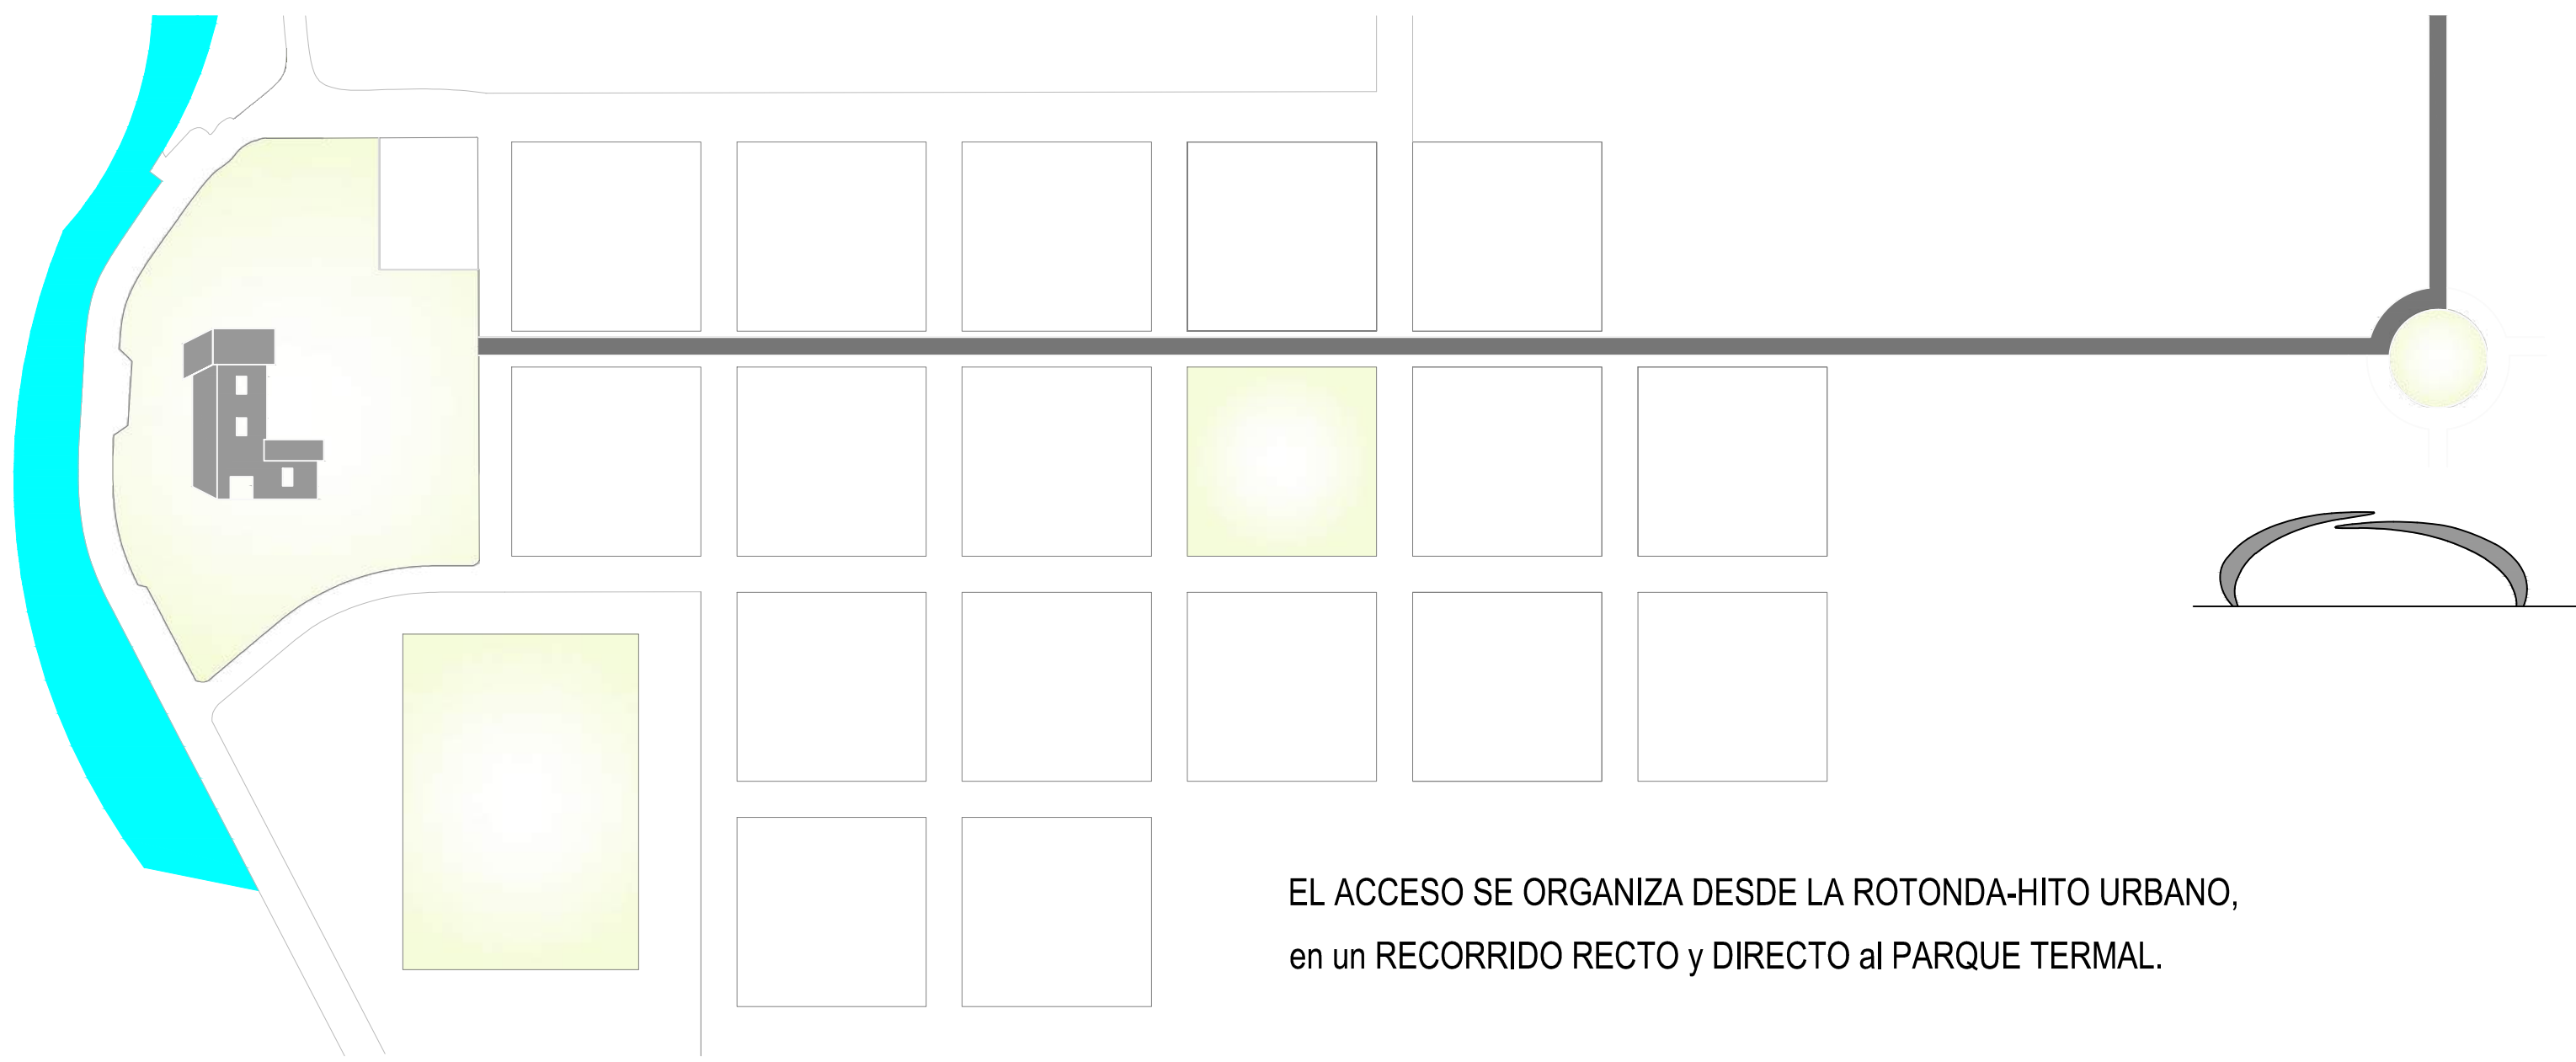 EL ACCESO SE ORGANIZA DESDE LA ROTONDA-HITO URBANO,
en un RECORRIDO RECTO y DIRECTO al PARQUE TERMAL.